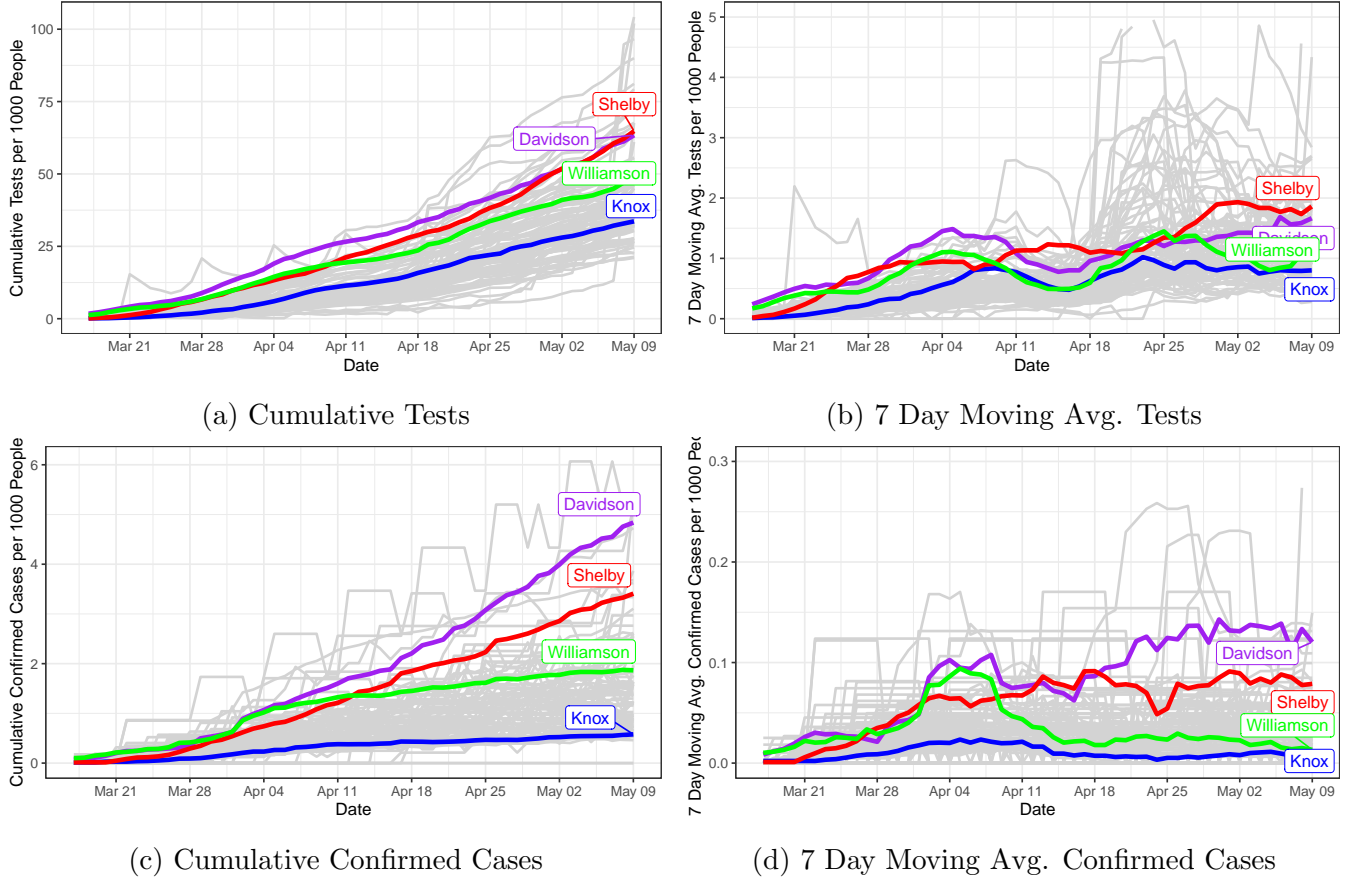 Cumulative Tests per 1000 People
100
75
50
25
0
Shelby
Davidson
Williamson
Knox
Mar 21 Mar 28 Apr 04 Apr 11 Apr 18 Apr 25 May 02 May 09
Date
(a) Cumulative Tests
7 Day Moving Avg. Tests per 1000 People
5
4
3
2
1
0
Shelby
Davidson
Williamson
Knox
Mar 21 Mar 28 Apr 04 Apr 11 Apr 18 Apr 25 May 02 May 09
Date
(b) 7 Day Moving Avg. Tests
Cumulative Confirmed Cases per 1000 People
6
4
2
0
Davidson
Shelby
Williamson
Knox
Mar 21 Mar 28 Apr 04 Apr 11 Apr 18 Apr 25 May 02 May 09
Date
(c) Cumulative Confirmed Cases
7 Day Moving Avg. Confirmed Cases per 1000 Peo
0.3
0.2
0.1
0.0
Davidson
Shelby
Williamson
Knox
Mar 21 Mar 28 Apr 04 Apr 11 Apr 18 Apr 25 May 02 May 09
Date
(d) 7 Day Moving Avg. Confirmed Cases